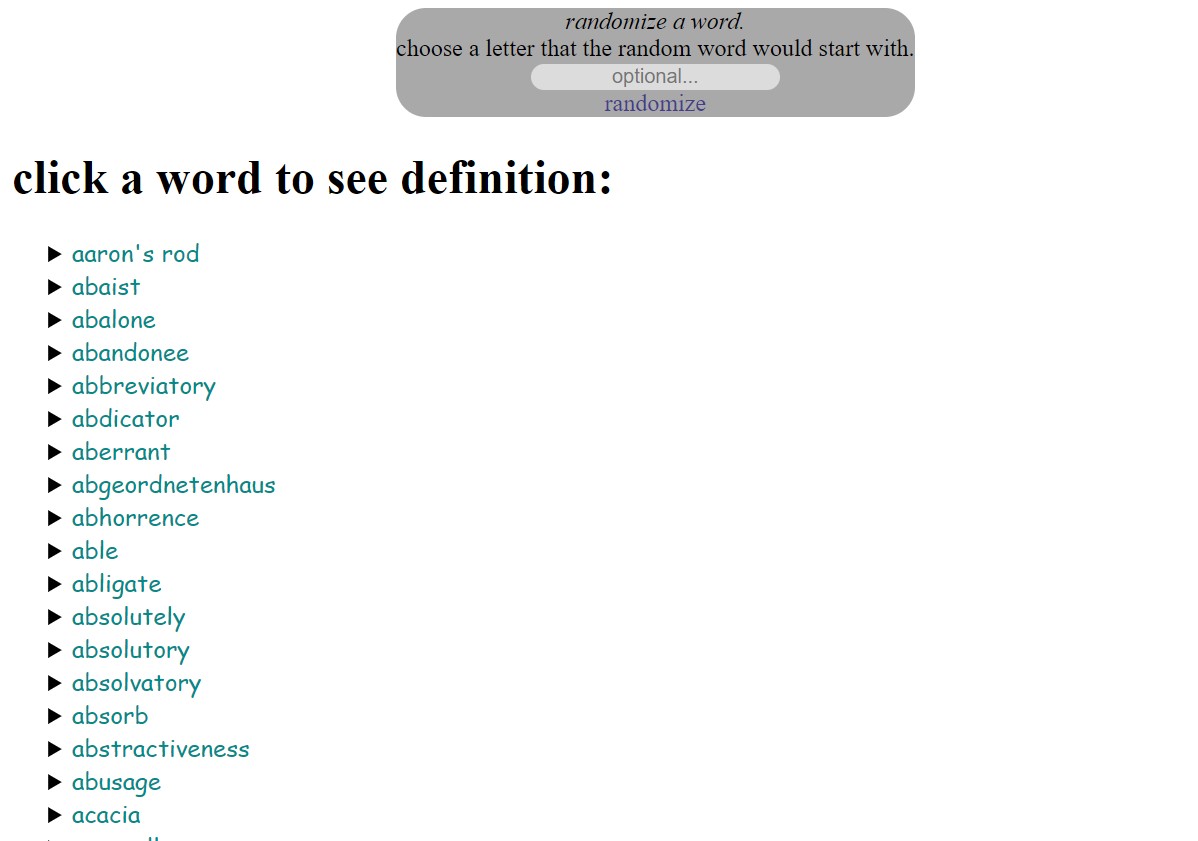 randomize a word.
choose a letter that the random word would start with.
optional...
randomize
click a word to see definition:
aaron's rod
abaist
abalone
abandonee
abbreviatory
abdicator
aberrant
abgeordnetenhaus
abhorrence
able
abligate
absolutely
absolutory
absolvatory
absorb
abstractiveness
abusage
acacia